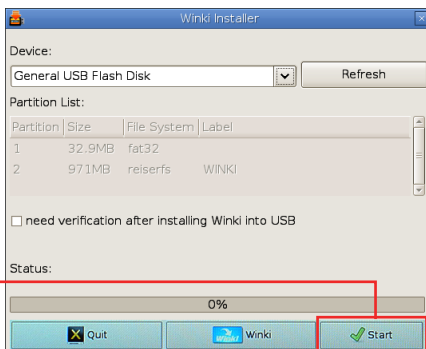 Winki Installer
Device:
General USB Flash Disk
Refresh
Partition List:
Partition Size File System Label
1 32.9MB fat32
2 971MB reiserfs WINKI
need verification after installing Winki into USB
Status:
0%
Quit Winki Winki Start